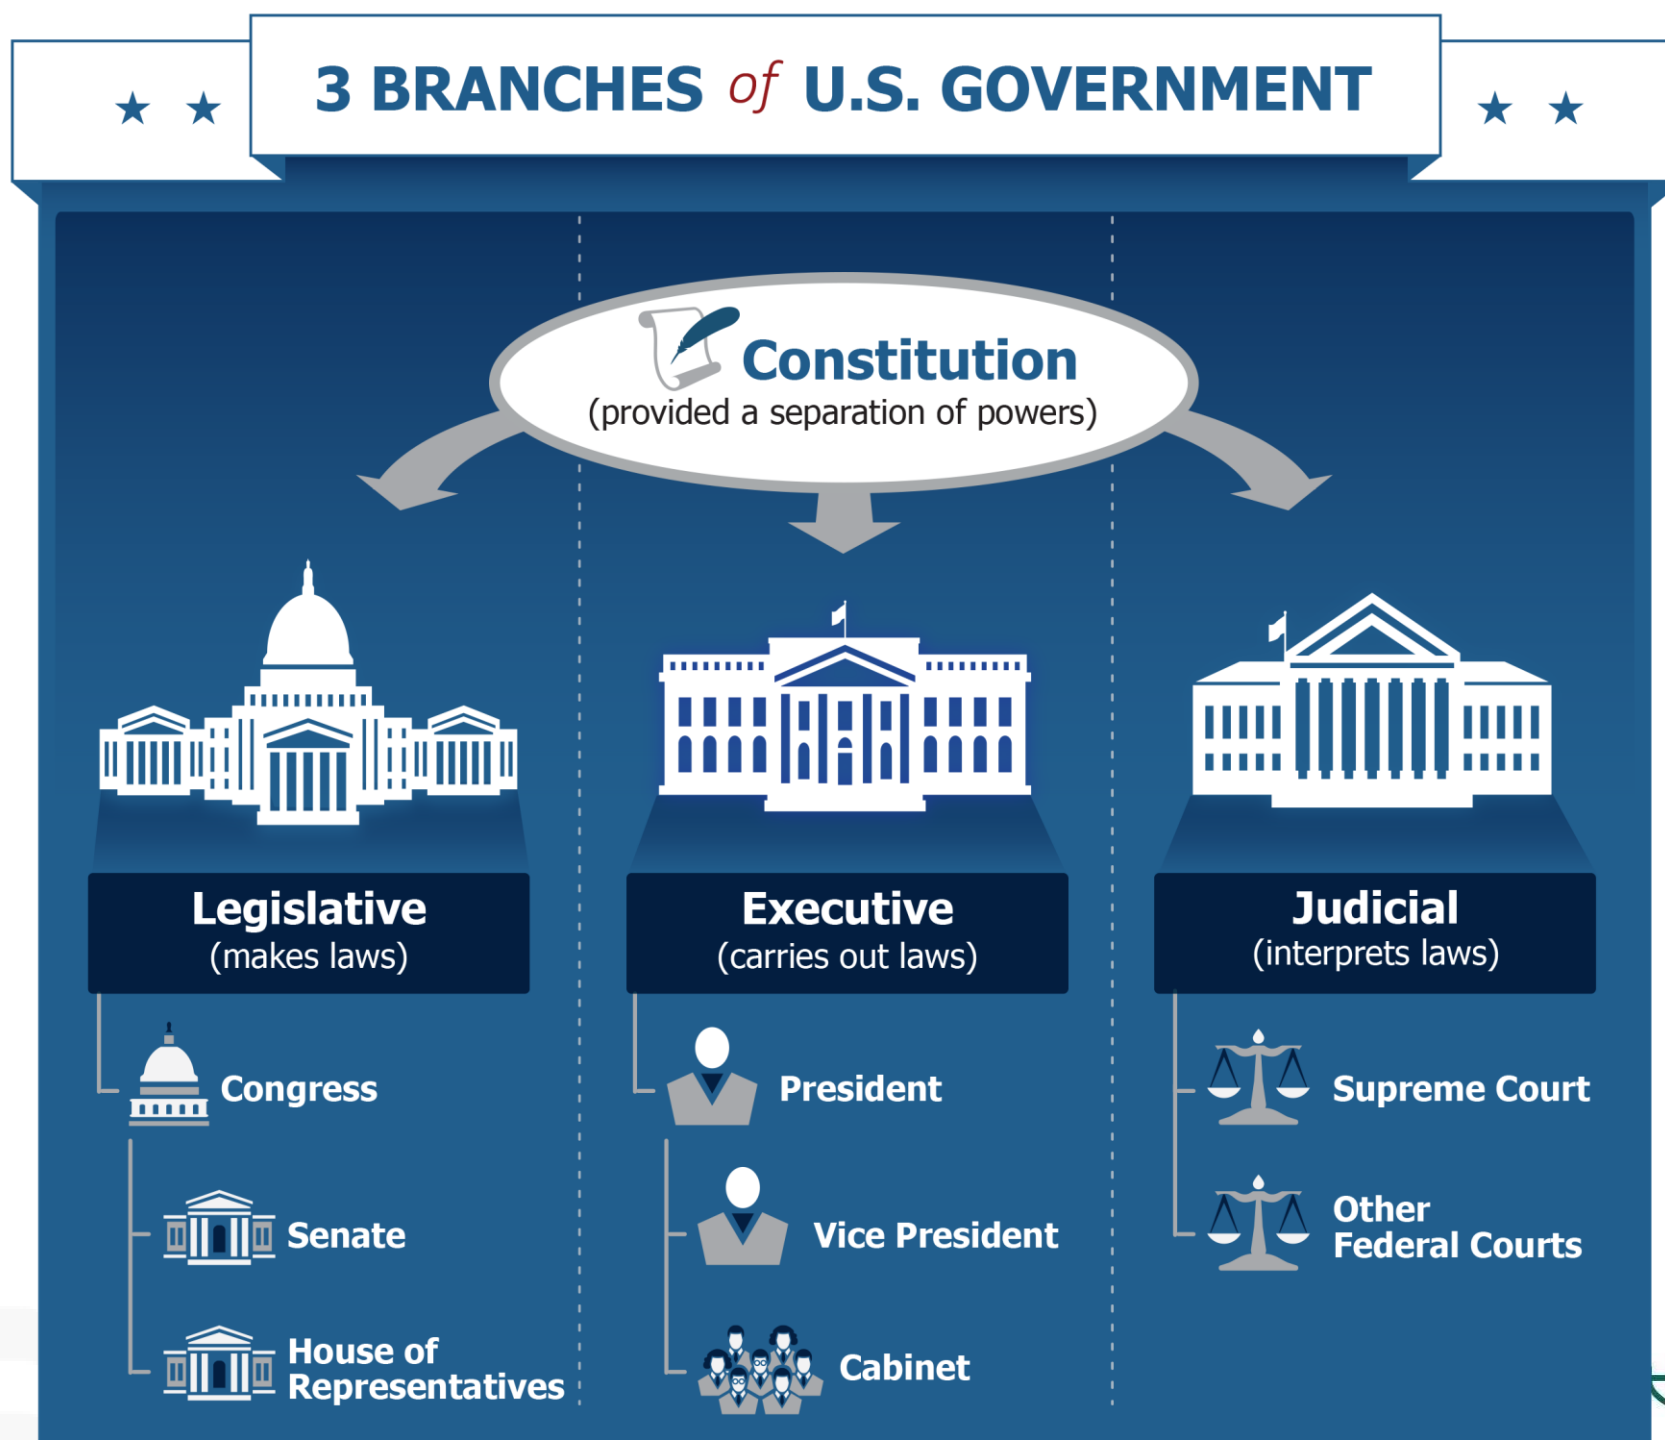 3 BRANCHES of U.S. GOVERNMENT
Constitution
(provided a separation of powers)
Legislative
(makes laws)
Congress
Senate
House of
Representatives
Executive
(carries out laws)
President
Vice President
Cabinet
Judicial
(interprets laws)
Supreme Court
Other
Federal Courts